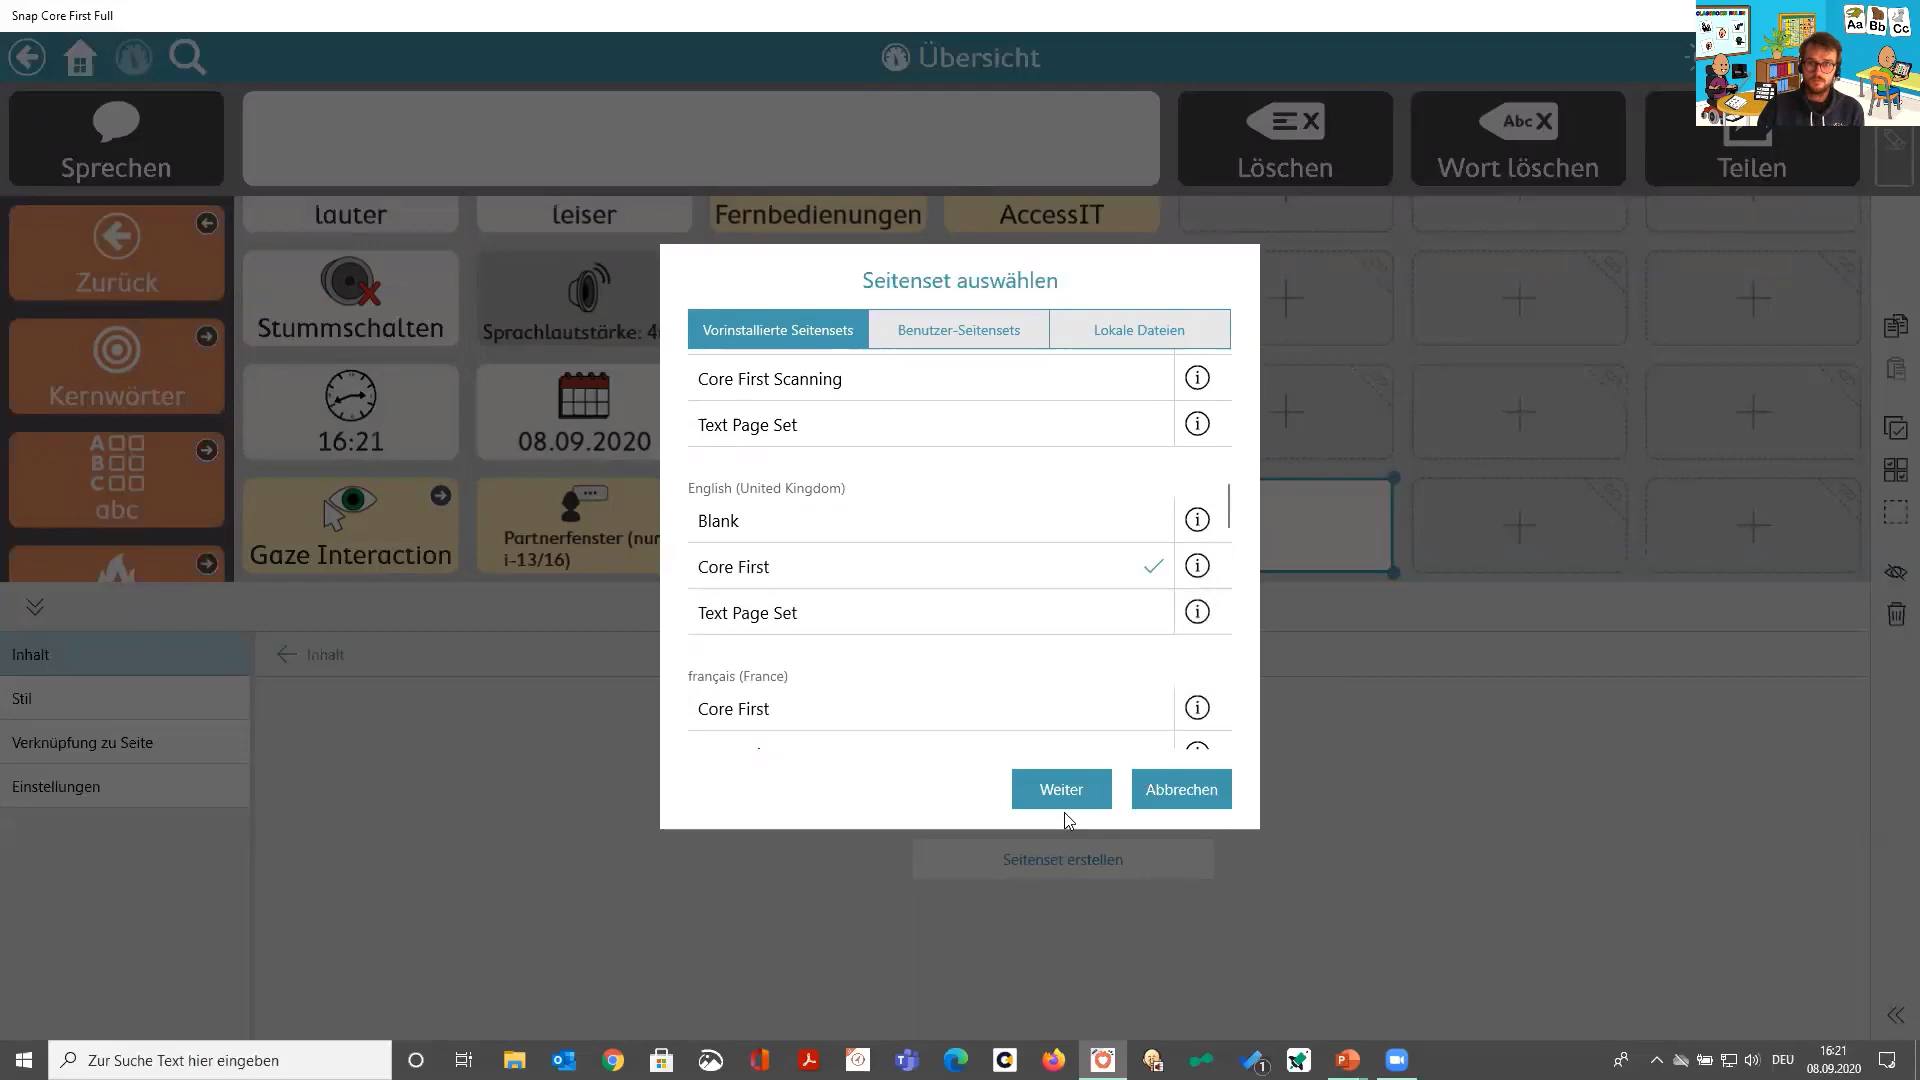 Snap Core First Full
Übersicht
Aa Bb Cc
Sprechen
Löschen
Abc X
Wort löschen
Teilen
lauter
leiser
Fernbedienungen
AccessIT
Zurück
Stummschalten
Sprachlautstärke: 4
Kernwörter
16:21
08.09.2020
A
B
C
abc
Gaze Interaction
Partnerfenster (nur
i-13/16)
Seitenset auswählen
Vorinstallierte Seitensets
Benutzer-Seitensets
Lokale Dateien
Core First Scanning
Text Page Set
English (United Kingdom)
Blank
Core First
Text Page Set
français (France)
Core First
Weiter
Abbrechen
Seitenset erstellen
Inhalt
Inhalt
Stil
Verknüpfung zu Seite
Einstellungen
Zur Suche Text hier eingeben
DEU
16:21
08.09.2020